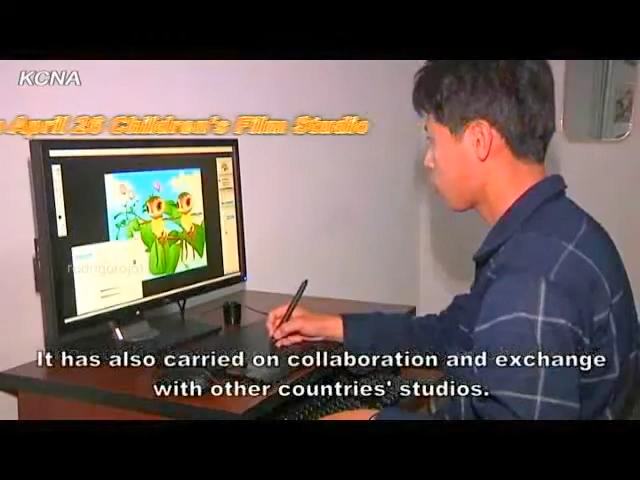 KCNA
April 26 Children's Film Studio
It has also carried on collaboration and exchange
with other countries' studios.